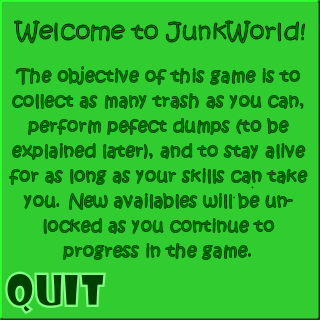 Welcome to JunkWorld!
The objective of this game is to
collect as many trash as you can,
perform pefect dumps (to be
explained later), and to stay alive
for as long as your skills can take
you. New availables will be un-
locked as you continue to
progress in the game.
QUIT